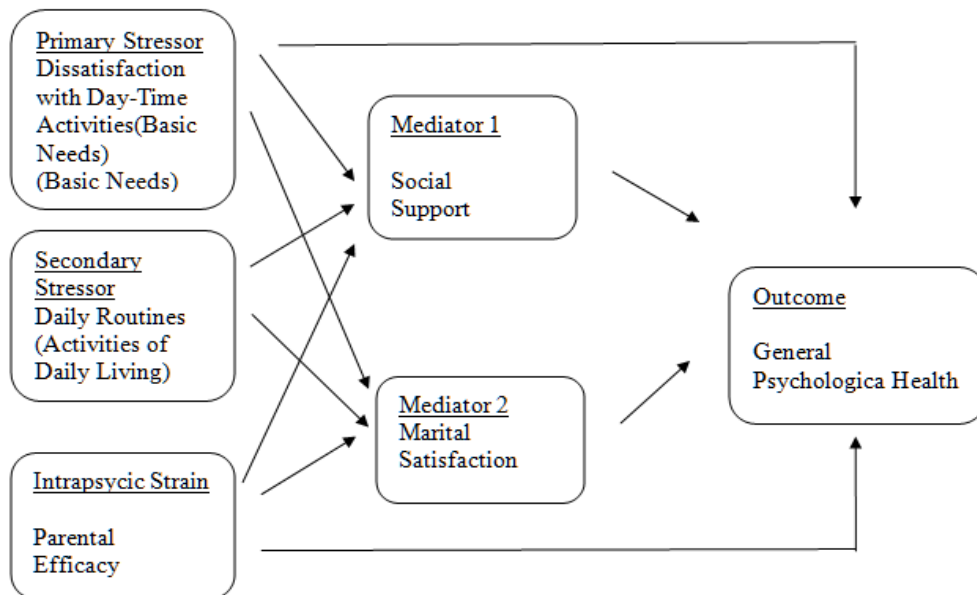 Primary Stressor
Dissatisfaction
with Day-Time
Activities(Basic
Needs)
(Basic Needs)
Mediator 1
Social
Support
Secondary
Stressor
Daily Routines
(Activities of
Daily Living)
Outcome
General
Psychologica Health
Mediator 2
Marital
Satisfaction
Intrapsycic Strain
Parental
Efficacy